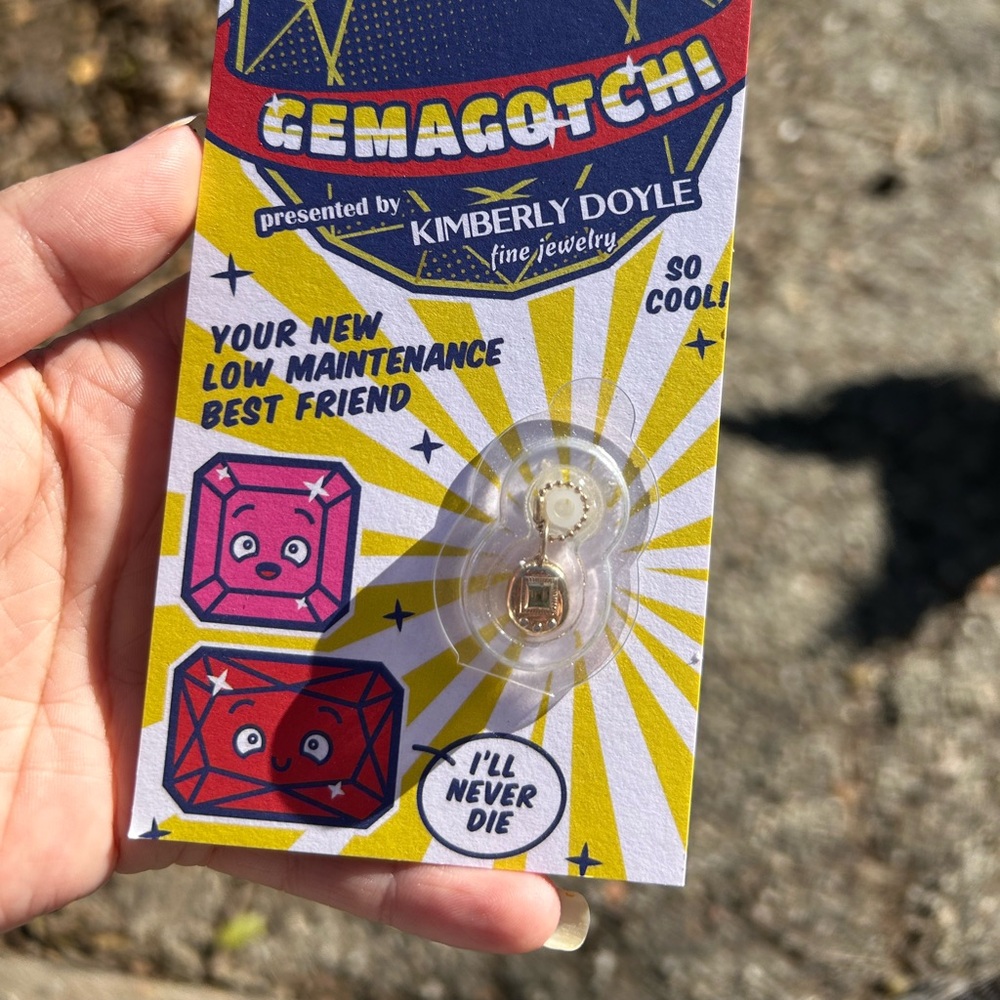 GEMAGOTCHI
presented by
KIMBERLY DOYLE
fine jewelry
SO
COOL!
YOUR NEW
LOW MAINTENANCE
BEST FRIEND
I'LL
NEVER
DIE